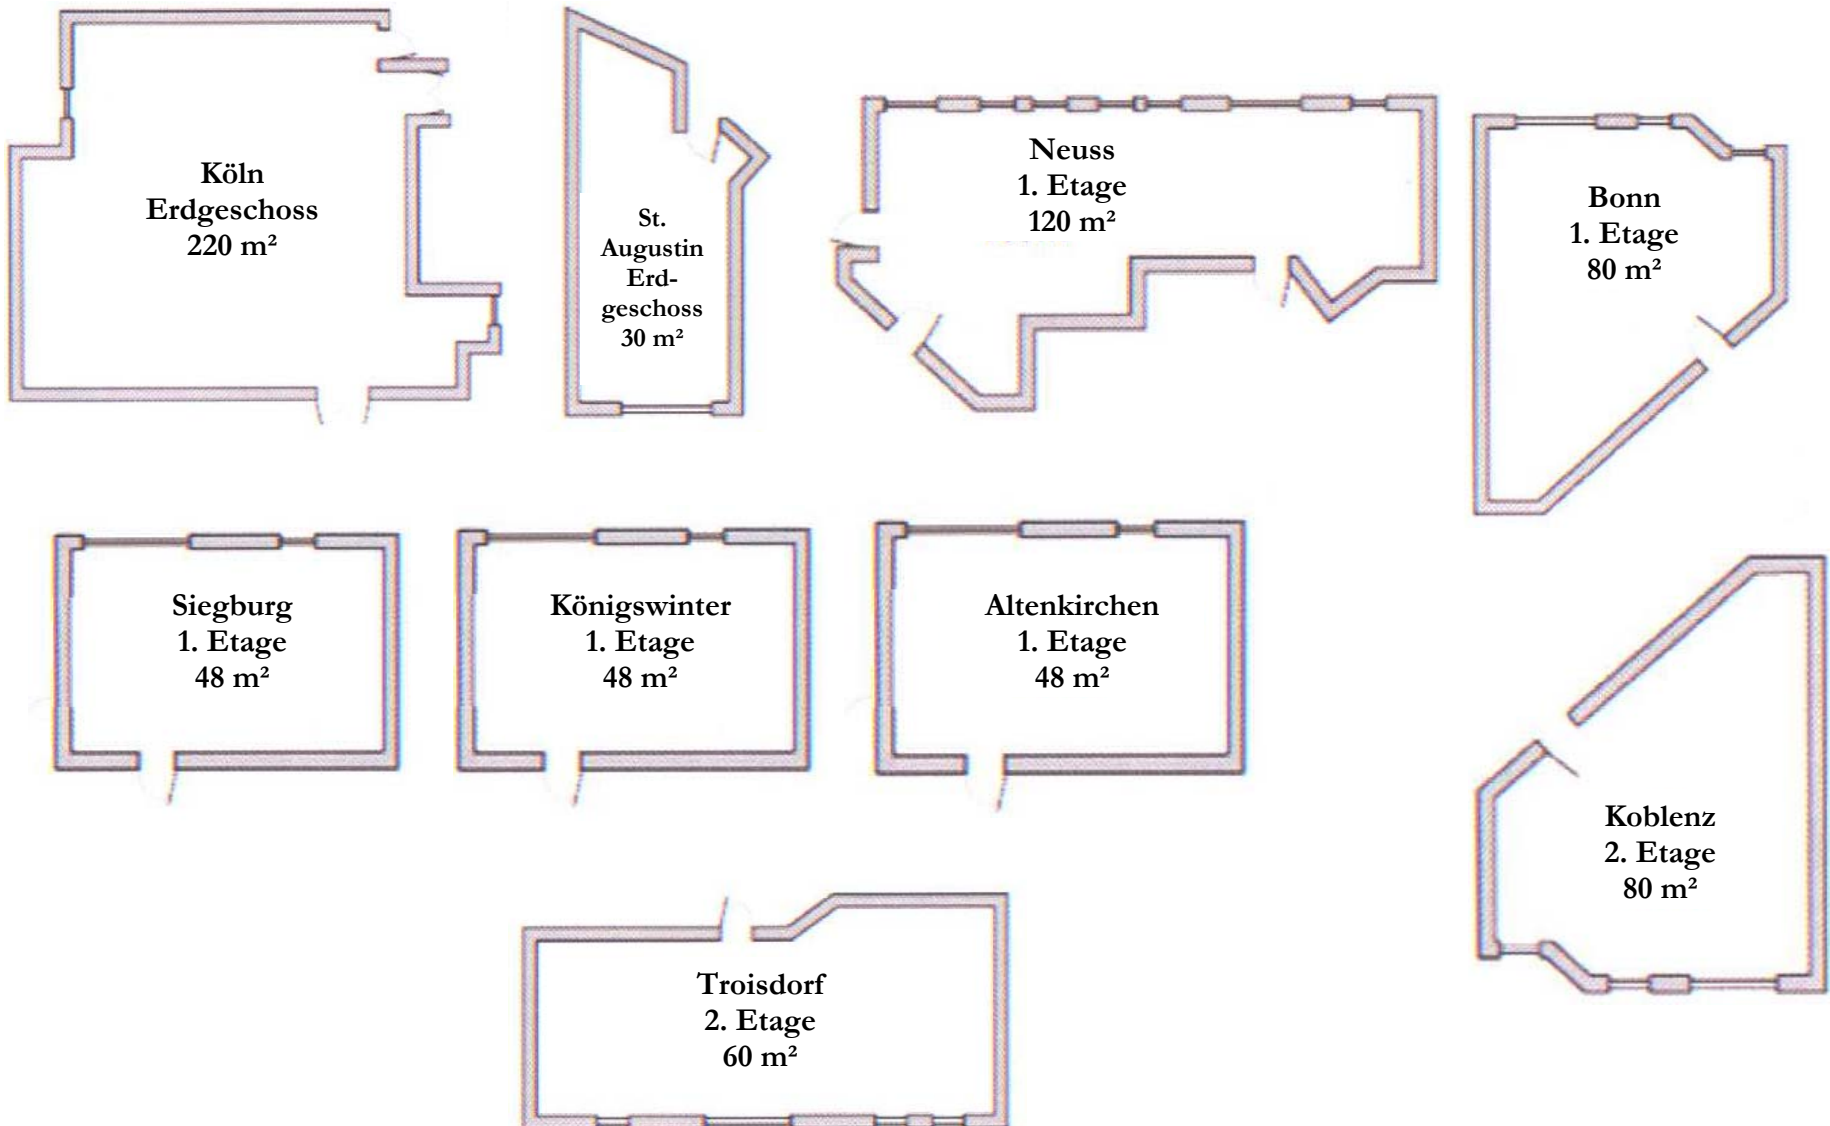 Köln
Erdgeschoss
220 m²
St.
Augustin
Erd-
geschoss
30 m²
Neuss
1. Etage
120 m²
Bonn
1. Etage
80 m²
Siegburg
1. Etage
48 m²
Königswinter
1. Etage
48 m²
Altenkirchen
1. Etage
48 m²
Koblenz
2. Etage
80 m²
Troisdorf
2. Etage
60 m²